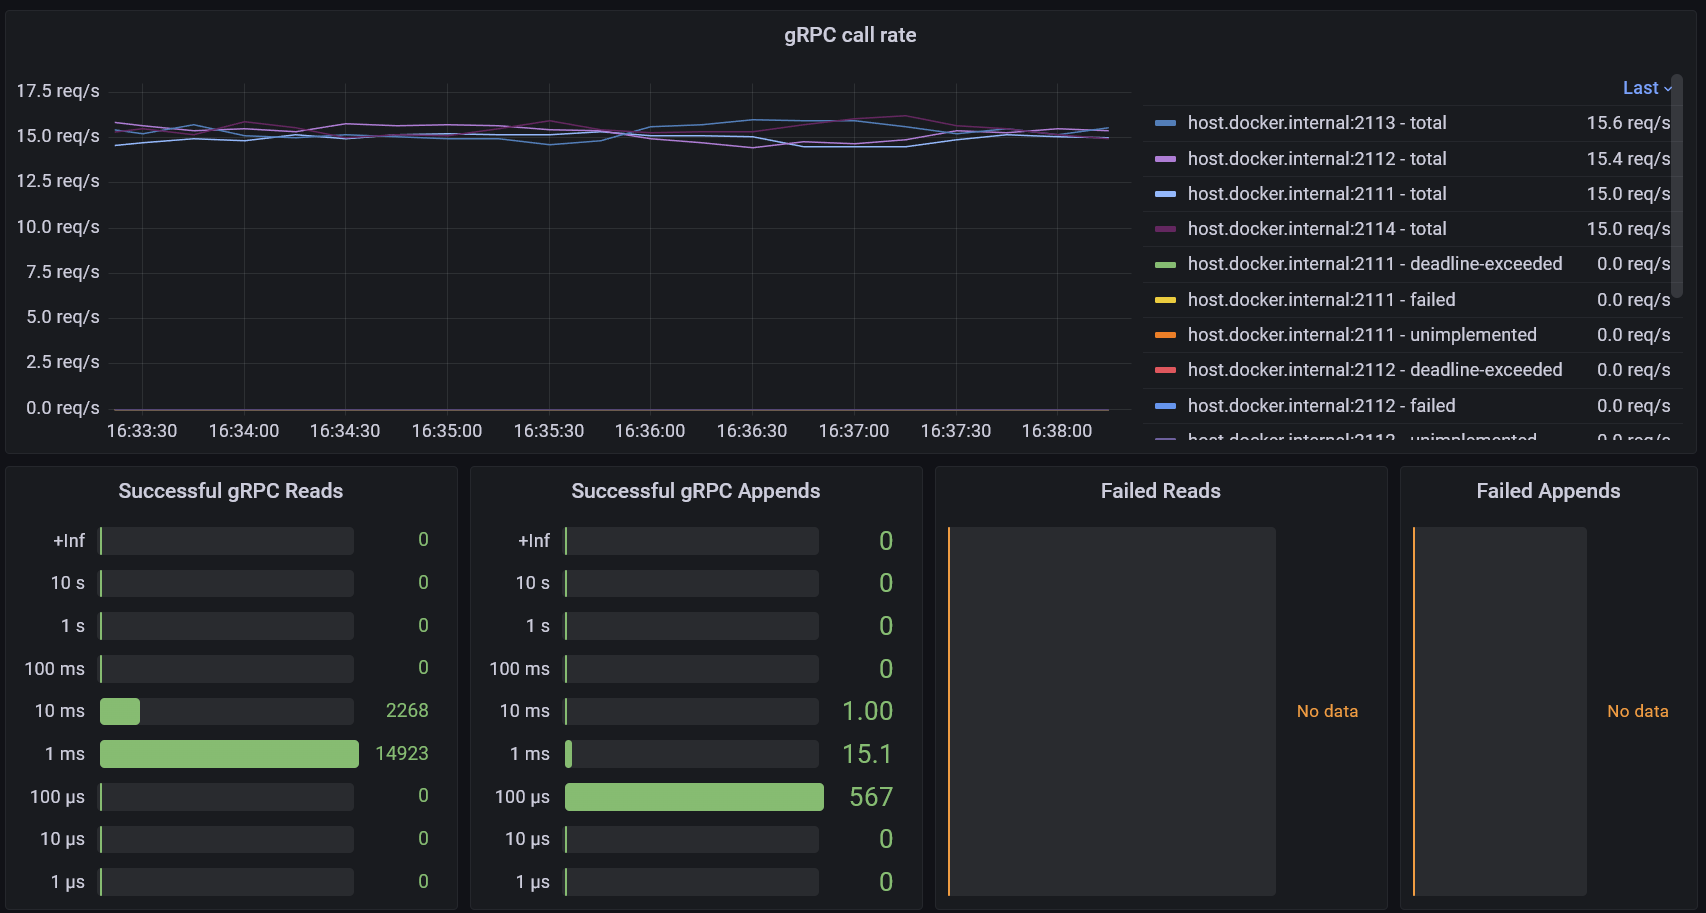 gRPC call rate
Last
17.5 req/s
15.0 req/s
12.5 req/s
10.0 req/s
7.5 req/s
5.0 req/s
2.5 req/s
0.0 req/s
16:33:30 16:34:00 16:34:30 16:35:00 16:35:30 16:36:00 16:36:30 16:37:00 16:37:30 16:38:00
host.docker.internal:2113 - total 15.6 req/s
host.docker.internal:2112 - total 15.4 req/s
host.docker.internal:2111 - total 15.0 req/s
host.docker.internal:2114 - total 15.0 req/s
host.docker.internal:2111 - deadline-exceeded 0.0 req/s
host.docker.internal:2111 - failed 0.0 req/s
host.docker.internal:2111 - unimplemented 0.0 req/s
host.docker.internal:2112 - deadline-exceeded 0.0 req/s
host.docker.internal:2112 - failed 0.0 req/s
host.docker.internal:2112 - unimplemented 0.0 req/s
Successful gRPC Reads
+Inf 0
10 s 0
1 s 0
100 ms 0
10 ms 2268
1 ms 14923
100 µs 0
10 µs 0
1 µs 0
Successful gRPC Appends
+Inf 0
10 s 0
1 s 0
100 ms 0
10 ms 1.00
1 ms 15.1
100 µs 567
10 µs 0
1 µs 0
Failed Reads
No data
Failed Appends
No data